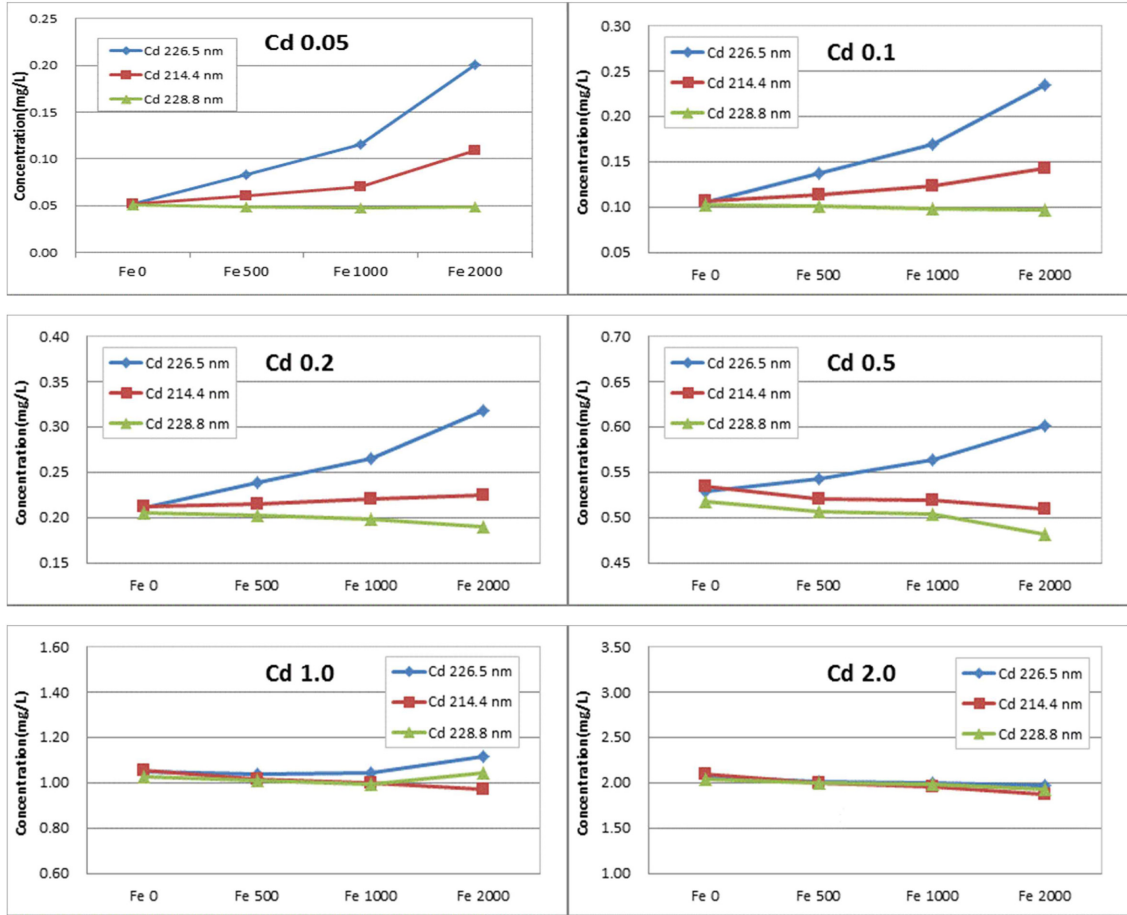 Cd 0.05
Concentration(mg/L)
0.25
0.20
0.15
0.10
0.05
0.00
Cd 226.5 nm
Cd 214.4 nm
Cd 228.8 nm
Fe 0
Fe 500
Fe 1000
Fe 2000
Cd 0.1
Concentration(mg/L)
0.30
0.25
0.20
0.15
0.10
0.05
Cd 226.5 nm
Cd 214.4 nm
Cd 228.8 nm
Fe 0
Fe 500
Fe 1000
Fe 2000
Cd 0.2
Concentration(mg/L)
0.40
0.35
0.30
0.25
0.20
0.15
Cd 226.5 nm
Cd 214.4 nm
Cd 228.8 nm
Fe 0
Fe 500
Fe 1000
Fe 2000
Cd 0.5
Concentration(mg/L)
0.70
0.65
0.60
0.55
0.50
0.45
Cd 226.5 nm
Cd 214.4 nm
Cd 228.8 nm
Fe 0
Fe 500
Fe 1000
Fe 2000
Cd 1.0
Concentration(mg/L)
1.60
1.40
1.20
1.00
0.80
0.60
Cd 226.5 nm
Cd 214.4 nm
Cd 228.8 nm
Fe 0
Fe 500
Fe 1000
Fe 2000
Cd 2.0
Concentration(mg/L)
3.50
3.00
2.50
2.00
1.50
1.00
Cd 226.5 nm
Cd 214.4 nm
Cd 228.8 nm
Fe 0
Fe 500
Fe 1000
Fe 2000